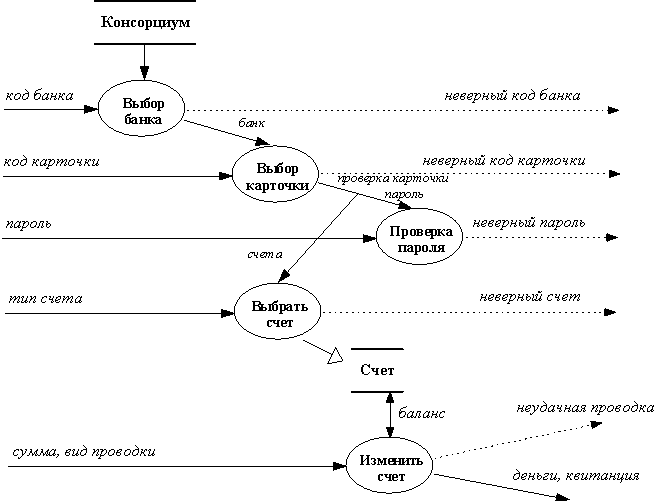 Консорциум
код банка
Выбор
банка
неверный код банка
банк
код карточки
Выбор
карточки
неверный код карточки
проверка карточки
пароль
пароль
Проверка
пароля
неверный пароль
счета
тип счета
Выбрать
счет
неверный счет
Счет
баланс
неудачная проводка
сумма, вид проводки
Изменить
счет
деньги, квитанция